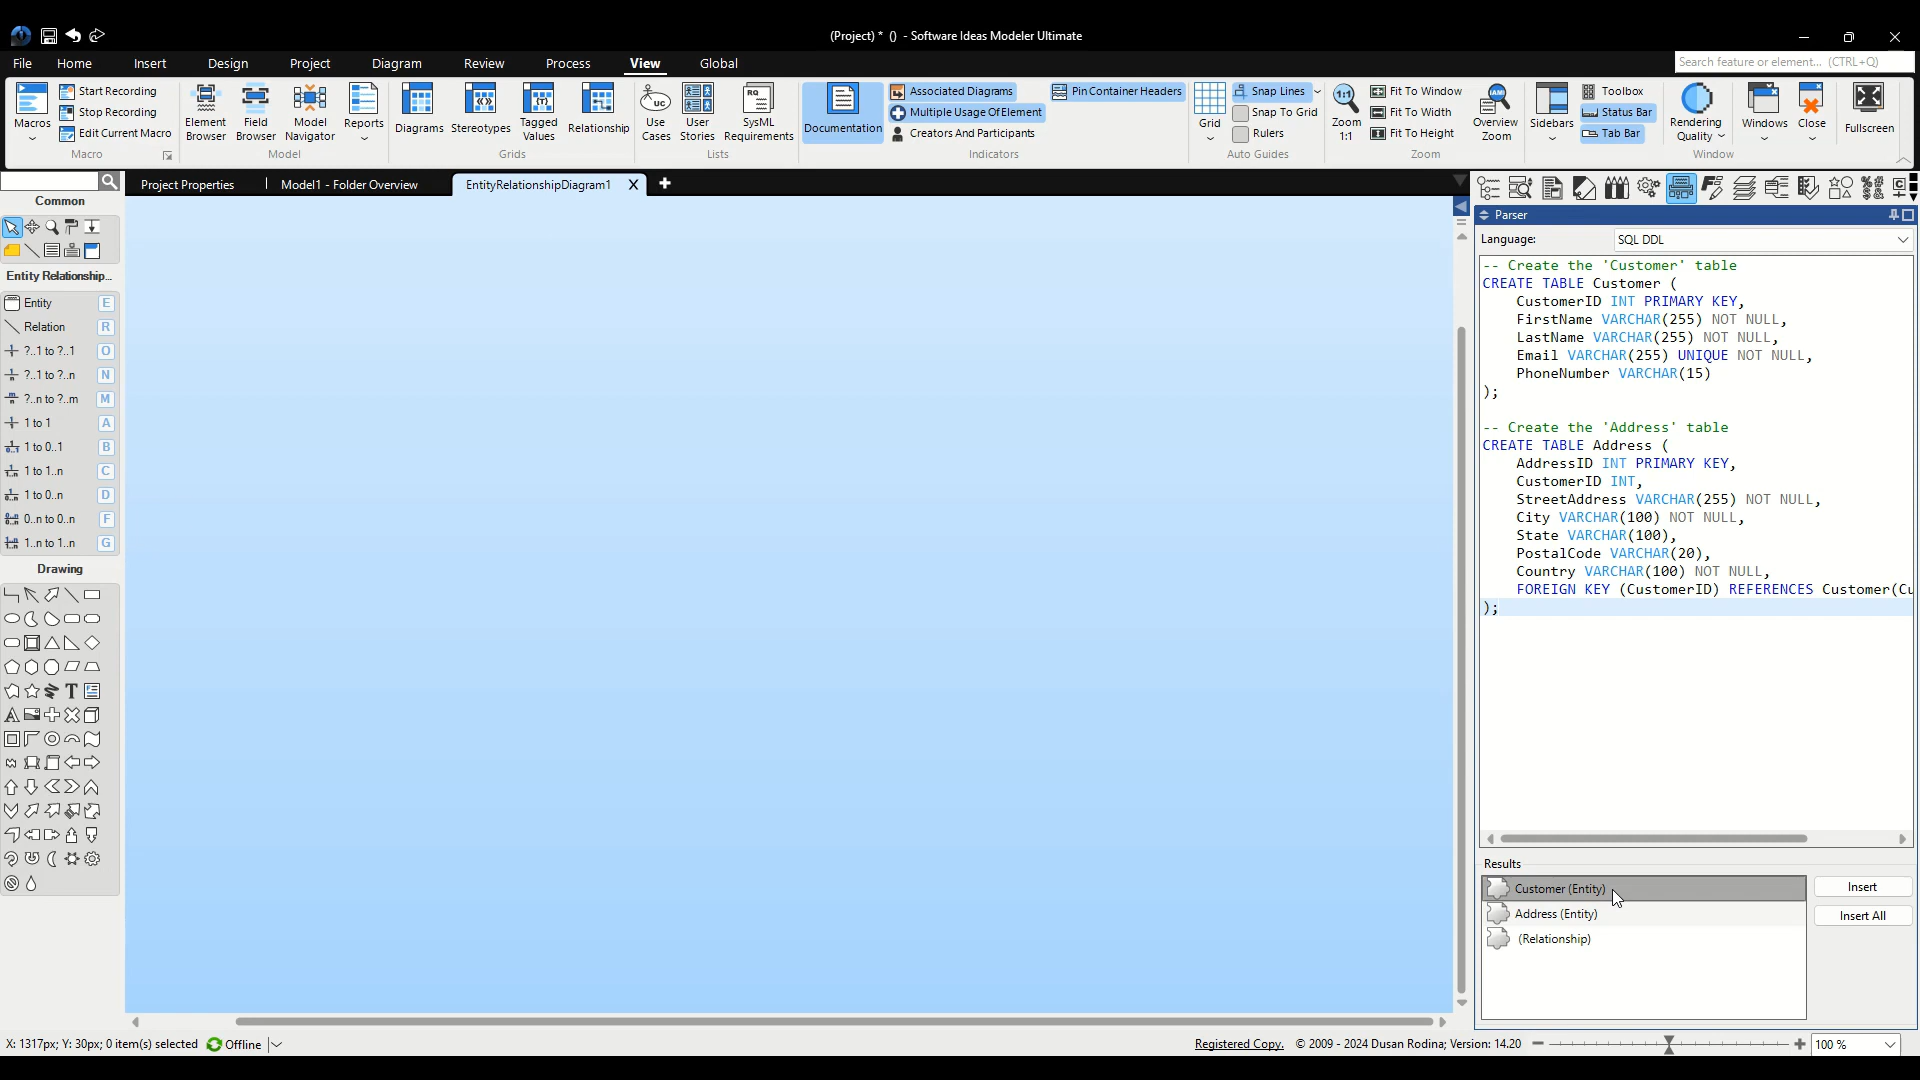 (Project) * () - Software Ideas Modeler Ultimate
File Home Insert Design Project Diagram Review Process View Global
Search feature or element... (CTRL+Q)
Macros
Start Recording
Stop Recording
Edit Current Macro
Macro
Element Browser
Field Browser
Model Navigator
Reports
Model
Diagrams
Stereotypes
Tagged Values
Relationship
Grids
Use Cases
User Stories
SysML Requirements
Lists
Documentation
Associated Diagrams
Multiple Usage Of Element
Creators And Participants
Pin Container Headers
Indicators
Grid
Snap Lines
Snap To Grid
Rulers
Auto Guides
Zoom 1:1
Fit To Window
Fit To Width
Fit To Height
Overview Zoom
Zoom
Sidebars
Toolbox
Status Bar
Tab Bar
Rendering Quality
Windows
Close
Fullscreen
Window
Project Properties
Model1 - Folder Overview
EntityRelationshipDiagram1 X
Common
Entity Relationship...
Entity E
Relation R
?..1 to ?..1 O
?..1 to ?..n N
?..n to ?..m M
1 to 1 A
1 to 0..1 B
1 to 1..n C
1 to 0..n D
0..n to 0..n F
1..n to 1..n G
Drawing
Parser
Language: SQL DDL
-- Create the 'Customer' table
CREATE TABLE Customer (
CustomerID INT PRIMARY KEY,
FirstName VARCHAR(255) NOT NULL,
LastName VARCHAR(255) NOT NULL,
Email VARCHAR(255) UNIQUE NOT NULL,
PhoneNumber VARCHAR(15)
);
-- Create the 'Address' table
CREATE TABLE Address (
AddressID INT PRIMARY KEY,
CustomerID INT,
StreetAddress VARCHAR(255) NOT NULL,
City VARCHAR(100) NOT NULL,
State VARCHAR(100),
PostalCode VARCHAR(20),
Country VARCHAR(100) NOT NULL,
FOREIGN KEY (CustomerID) REFERENCES Customer(Cu
);
Results
Customer (Entity)
Address (Entity)
(Relationship)
Insert
Insert All
X: 1317px; Y: 30px; 0 item(s) selected Offline
Registered Copy. © 2009 - 2024 Dusan Rodina; Version: 14.20
100 %